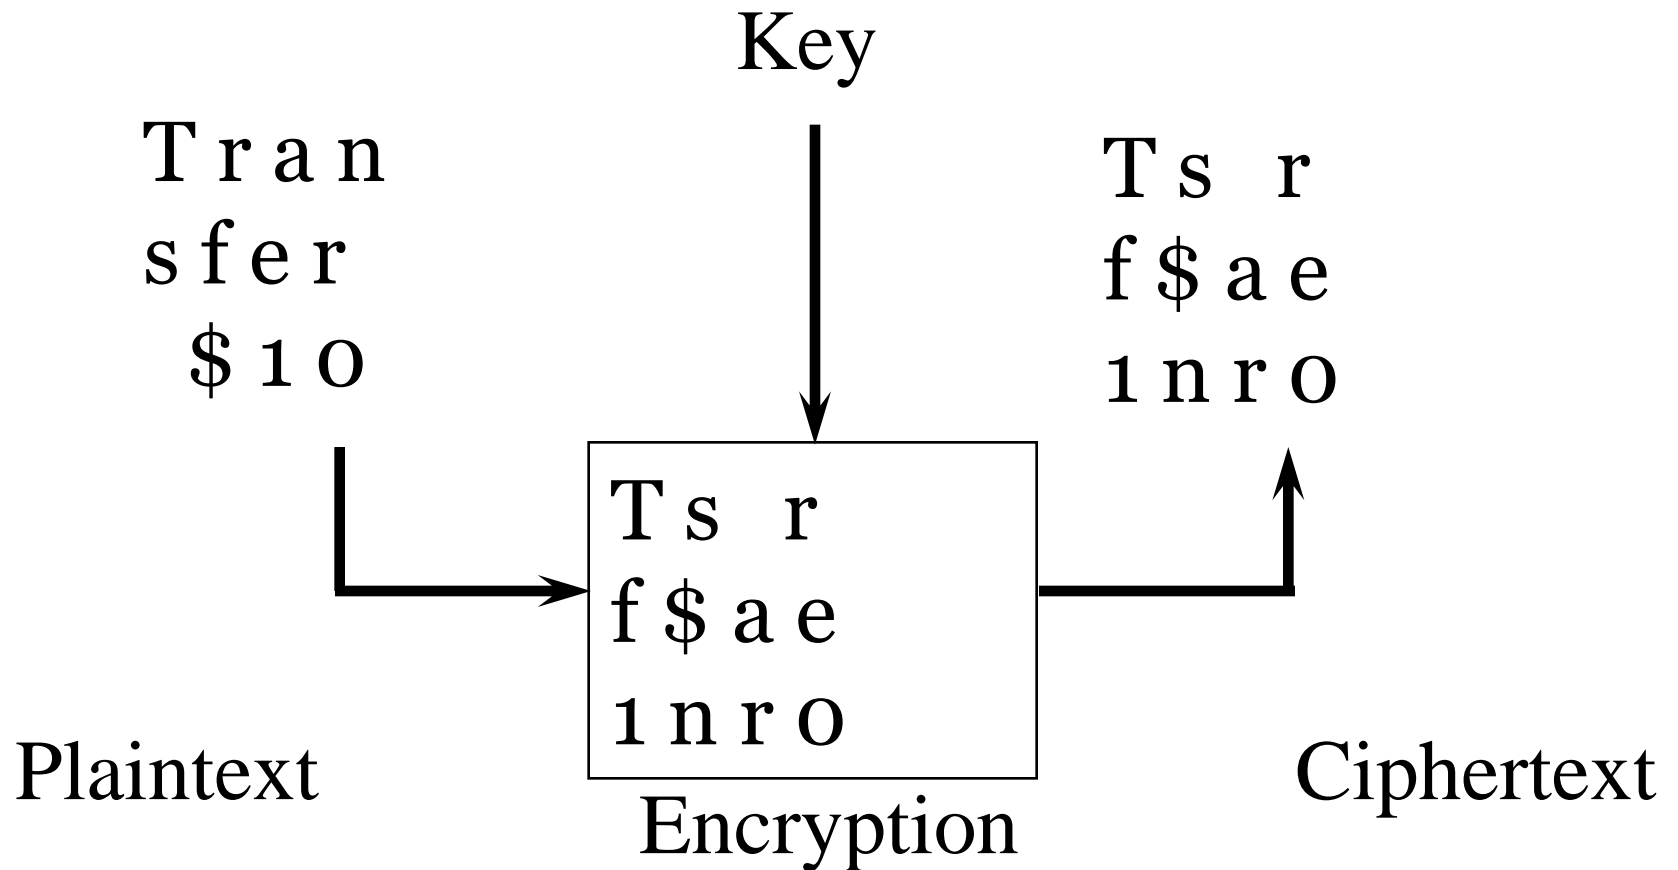 Key
T r a n
s f e r
$ 1 0
T s   r
f $ a e
1 n r 0
T s   r
f $ a e
1 n r 0
Plaintext
Encryption
Ciphertext